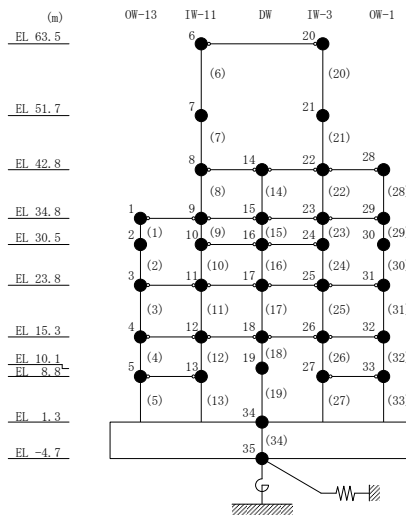 (m) OW-13 IW-11 DW IW-3 OW-1
EL 63.5 6 20
(6) (20)
EL 51.7 7 21
(7) (21)
EL 42.8 8 14 22 28
(8) (14) (22) (28)
EL 34.8 1 9 15 23 29
(1) (9) (15) (23) (29)
EL 30.5 2 10 16 24 30
(2) (10) (16) (24) (30)
EL 23.8 3 11 17 25 31
(3) (11) (17) (25) (31)
EL 15.3 4 12 18 26 32
(4) (12) (18) (26) (32)
EL 10.1 19
EL 8.8 5 13 27 33
(5) (13) (19) (27) (33)
EL 1.3 34
(34)
EL -4.7 35